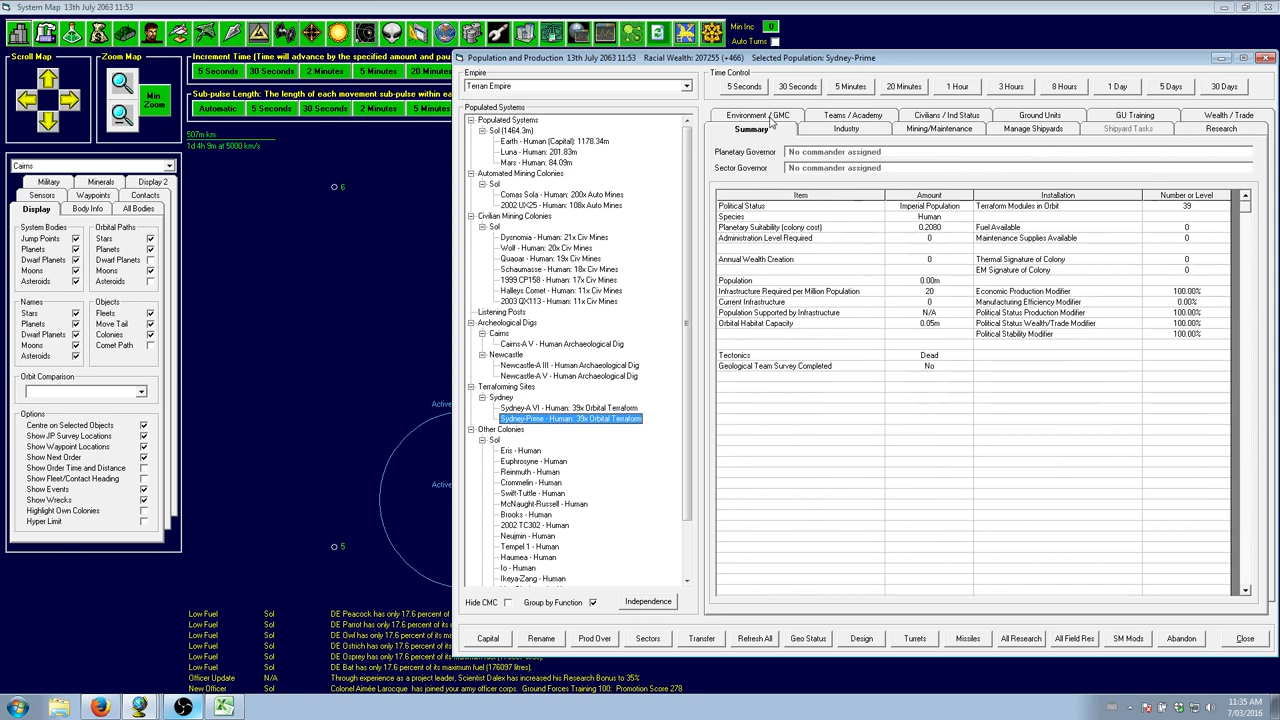 System Map 13th July 2063 11:53
Min Inc
0
Auto Turns
Scroll Map
Zoom Map
Min
Zoom
Increment Time (Time will advance by the specified amount and pau
5 Seconds
30 Seconds
2 Minutes
5 Minutes
Sub-pulse Length: The length of each movement sub-pulse within eac
Automatic
5 Seconds
30 Seconds
2 Minutes
5 Minute
507m km
1d 4h 9m at 5000 km/s
6
5
Active
Active
Cairns
Military
Minerals
Display 2
Sensors
Waypoints
Contacts
Display
Body Info
All Bodies
System Bodies
Orbital Paths
Jump Points
Stars
Planets
Planets
Dwarf Planets
Dwarf Planets
Moons
Moons
Asteroids
Asteroids
Names
Objects
Stars
Fleets
Planets
Move Tail
Dwarf Planets
Colonies
Moons
Comet Path
Asteroids
Orbit Comparison
Options
Centre on Selected Objects
Show JP Survey Locations
Show Waypoint Locations
Show Next Order
Show Order Time and Distance
Show Fleet/Contact Heading
Show Events
Show Wrecks
Highlight Own Colonies
Hyper Limit
Population and Production 13th July 2063 11:53 Racial Wealth: 207255 (+466) Selected Population: Sydney-Prime
Empire
Terran Empire
Time Control
5 Seconds
30 Seconds
5 Minutes
20 Minutes
1 Hour
3 Hours
8 Hours
1 Day
5 Days
30 Days
Populated Systems
Populated Systems
Sol (1464.3m)
Earth - Human (Capital): 1178.34m
Luna - Human: 201.83m
Mars - Human: 84.09m
Automated Mining Colonies
Sol
Comas Sola - Human: 200x Auto Mines
2002 UX25 - Human: 108x Auto Mines
Civilian Mining Colonies
Sol
Dysnomia - Human: 21x Civ Mines
Wolf - Human: 20x Civ Mines
Quaoar - Human: 19x Civ Mines
Schaumasse - Human: 18x Civ Mines
1999 CP158 - Human: 17x Civ Mines
Halleys Comet - Human: 11x Civ Mines
2003 QX113 - Human: 11x Civ Mines
Listening Posts
Archeological Digs
Cairns
Cairns-A V - Human Archaeological Dig
Newcastle
Newcastle-A III - Human Archaeological Dig
Newcastle-A V - Human Archaeological Dig
Terraforming Sites
Sydney
Sydney-A VI - Human: 39x Orbital Terraform
Sydney-Prime - Human: 39x Orbital Terraform
Other Colonies
Sol
Eris - Human
Euphrosyne - Human
Reinmuth - Human
Crommelin - Human
Swift-Tuttle - Human
McNaught-Russell - Human
Brooks - Human
2002 TC302 - Human
Neujmin - Human
Tempel 1 - Human
Haumea - Human
Io - Human
Ikeya-Zang - Human
Hide CMC
Group by Function
Independence
Environment / GMC
Teams / Academy
Civilians / Ind Status
Ground Units
GU Training
Wealth / Trade
Summary
Industry
Mining/Maintenance
Manage Shipyards
Shipyard Tasks
Research
Planetary Governor
No commander assigned
Sector Governor
No commander assigned
Item
Amount
Installation
Number or Level
Political Status
Imperial Population
Terraform Modules in Orbit
39
Species
Human
Planetary Suitability (colony cost)
0.2080
Fuel Available
0
Administration Level Required
0
Maintenance Supplies Available
0
Annual Wealth Creation
0
Thermal Signature of Colony
0
EM Signature of Colony
0
Population
0.00m
Infrastructure Required per Million Population
20
Economic Production Modifier
100.00%
Current Infrastructure
0
Manufacturing Efficiency Modifier
0.00%
Population Supported by Infrastructure
N/A
Political Status Production Modifier
100.00%
Orbital Habitat Capacity
0.05m
Political Status Wealth/Trade Modifier
100.00%
Political Stability Modifier
100.00%
Tectonics
Dead
Geological Team Survey Completed
No
Capital
Rename
Prod Over
Sectors
Transfer
Refresh All
Geo Status
Design
Turrets
Missiles
All Research
All Field Res
SM Mods
Abandon
Close
Low Fuel
Sol
DE Peacock has only 17.6 percent of its
Low Fuel
Sol
DE Parrot has only 17.6 percent of its m
Low Fuel
Sol
DE Owl has only 17.6 percent of its max
Low Fuel
Sol
DE Ostrich has only 17.6 percent of its m
Low Fuel
Sol
DE Osprey has only 17.6 percent of its maximum fuel (176097 litres).
Low Fuel
Sol
DE Bat has only 17.6 percent of its maximum fuel (176097 litres).
Officer Update
N/A
Through experience as a project leader, Scientist Dalex has increased his Research Bonus to 35%
New Officer
Sol
Colonel Aimée Larocque has joined your army officer corps. Ground Forces Training 100: Promotion Score 278
11:35 AM
7/03/2016